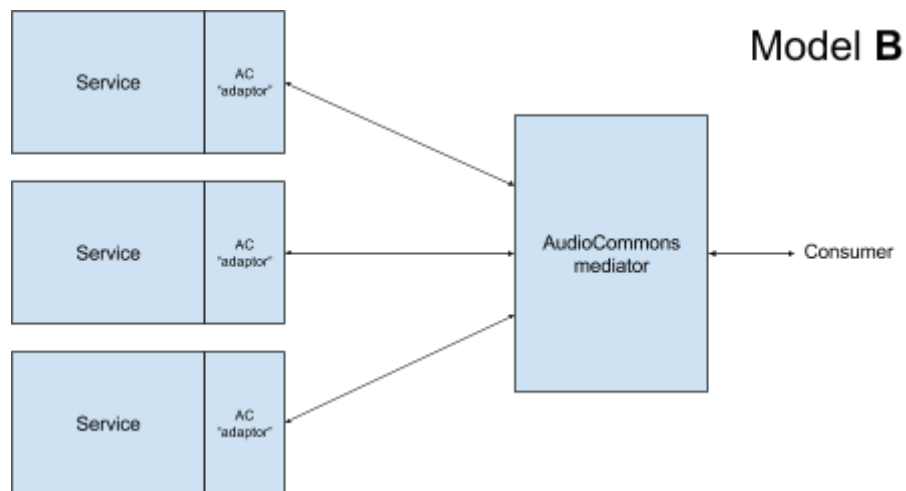 Model B
Service
AC
"adaptor"
Service
AC
"adaptor"
AudioCommons
mediator
Consumer
Service
AC
"adaptor"